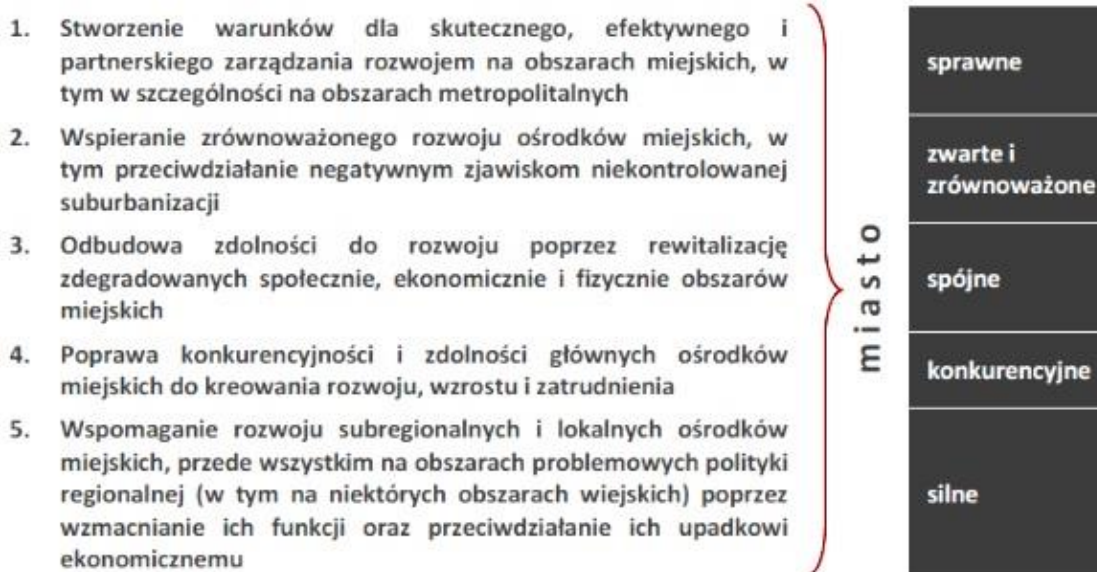 1. Stworzenie warunków dla skutecznego, efektywnego i
partnerskiego zarządzania rozwojem na obszarach miejskich, w
tym w szczególności na obszarach metropolitalnych
2. Wspieranie zrównoważonego rozwoju ośrodków miejskich, w
tym przeciwdziałanie negatywnym zjawiskom niekontrolowanej
suburbanizacji
3. Odbudowa zdolności do rozwoju poprzez rewitalizację
zdegradowanych społecznie, ekonomicznie i fizycznie obszarów
miejskich
4. Poprawa konkurencyjności i zdolności głównych ośrodków
miejskich do kreowania rozwoju, wzrostu i zatrudnienia
5. Wspomaganie rozwoju subregionalnych i lokalnych ośrodków
miejskich, przede wszystkim na obszarach problemowych polityki
regionalnej (w tym na niektórych obszarach wiejskich) poprzez
wzmacnianie ich funkcji oraz przeciwdziałanie ich upadkowi
ekonomicznemu
miasto
sprawne
zwarte i
zrównoważone
spójne
konkurencyjne
silne